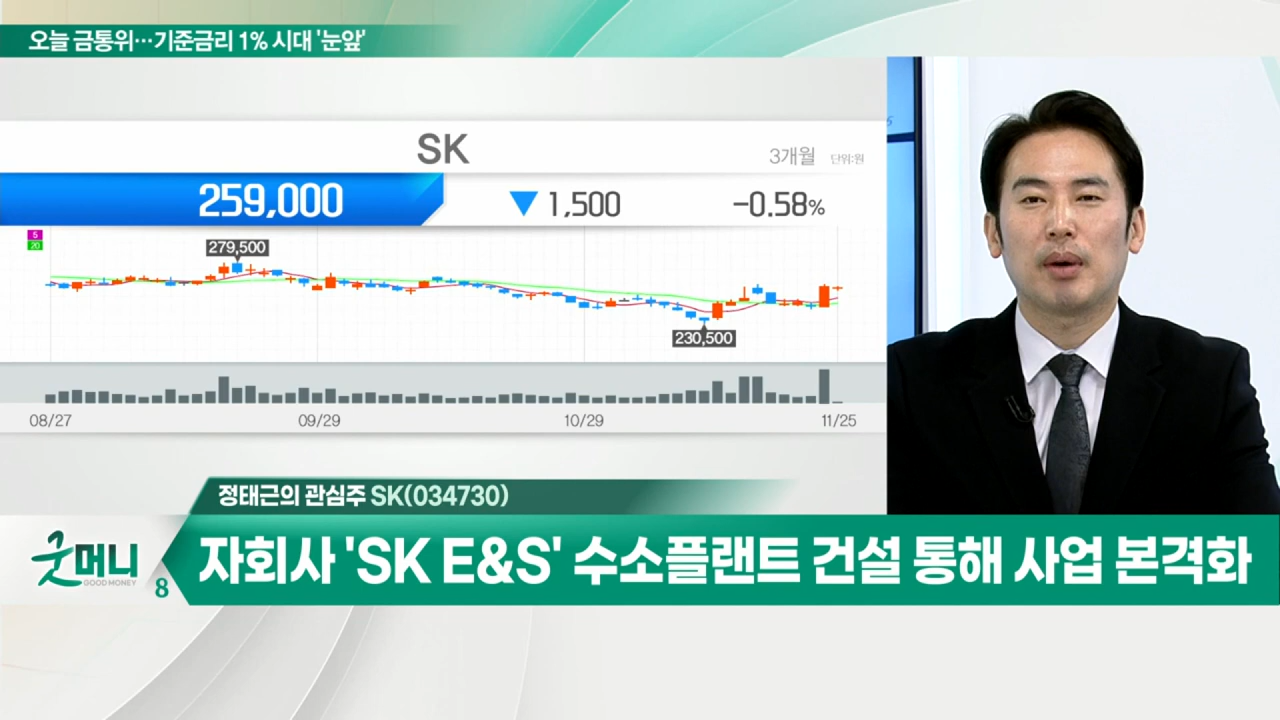 오늘 금통위…기준금리 1% 시대 '눈앞'
SK
3개월 단위:원
259,000 ▼ 1,500 -0.58%
5
20
279,500
230,500
08/27 09/29 10/29 11/25
정태근의 관심주 SK(034730)
굿머니
GOOD MONEY
8
자회사 'SK E&S' 수소플랜트 건설 통해 사업 본격화